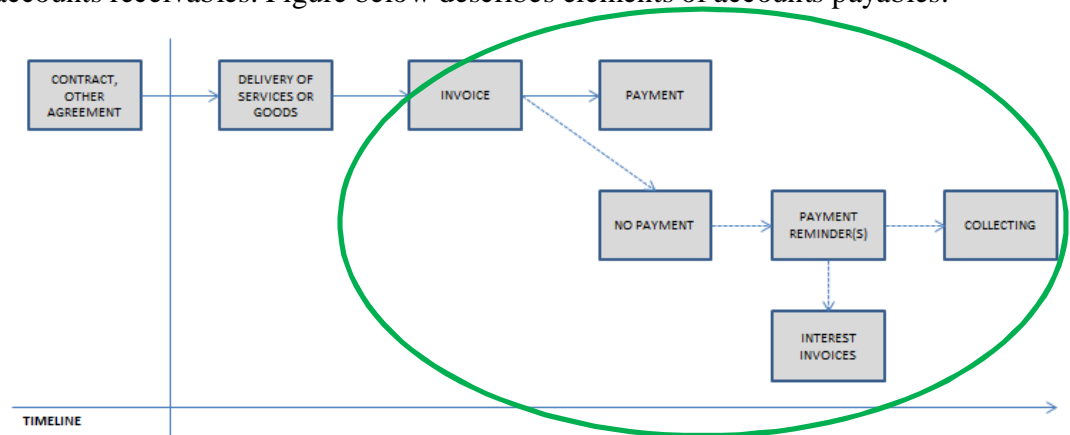 accounts receivables. Figure below describes elements of accounts payables.
CONTRACT,
OTHER
AGREEMENT
DELIVERY OF
SERVICES OR
GOODS
INVOICE
PAYMENT
NO PAYMENT
PAYMENT
REMINDER(S)
COLLECTING
INTEREST
INVOICES
TIMELINE